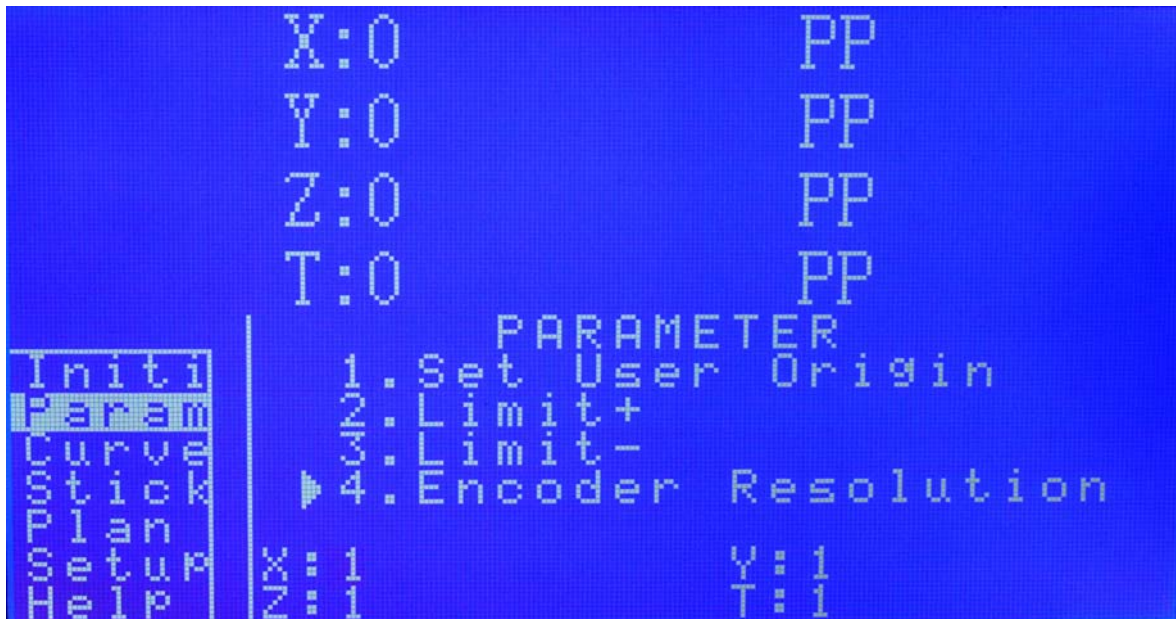 X:0 PP
Y:0 PP
Z:0 PP
T:0 PP
PARAMETER
Initi
Param
Curve
Stick
Plan
Setup
Help
1.Set User Origin
2.Limit+
3.Limit-
4.Encoder Resolution
X:1 Y:1
Z:1 T:1